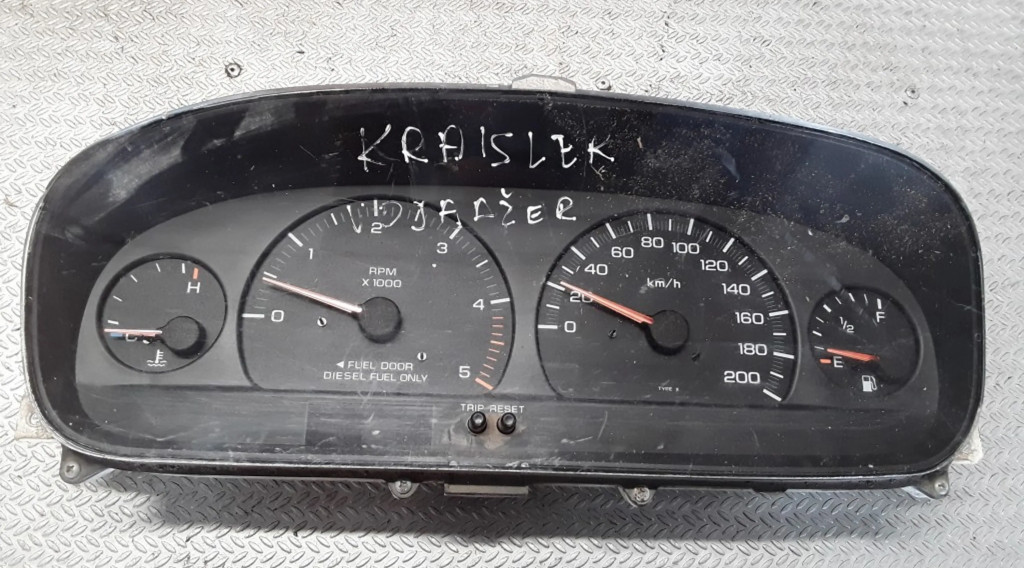 KRAISLEK
DJADŽER
H
C
1
2
3
4
5
0
RPM
X 1000
◄ FUEL DOOR
DIESEL FUEL ONLY
0
20
40
60
80
100
120
140
160
180
200
km/h
F
1/2
E
TRIP RESET